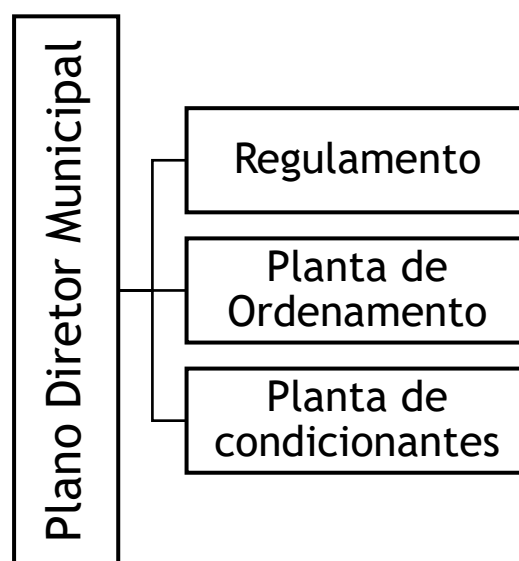 Plano Diretor Municipal
Regulamento
Planta de
Ordenamento
Planta de
condicionantes